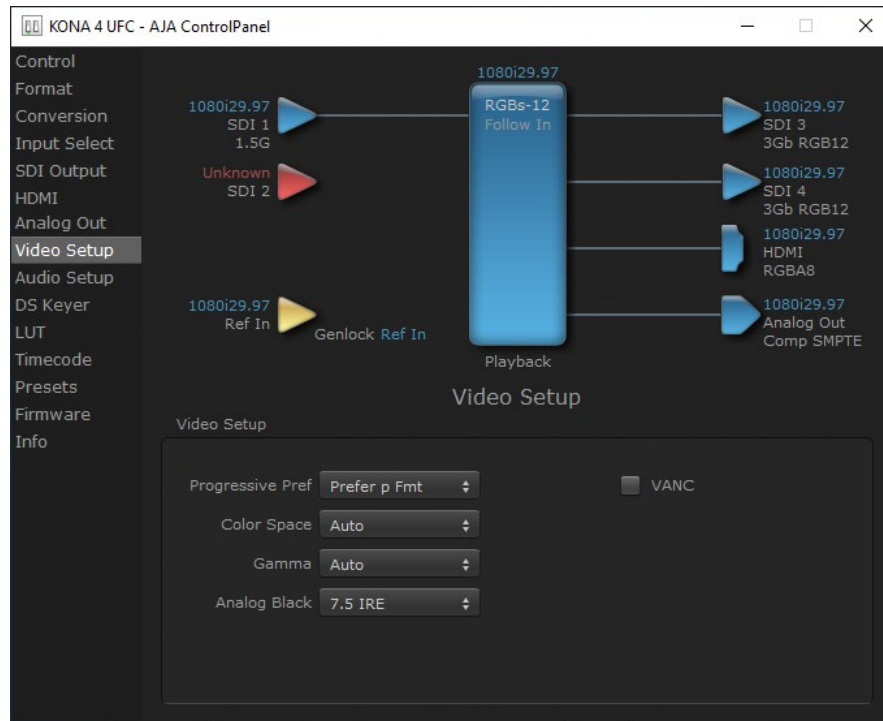 KONA 4 UFC - AJA ControlPanel
Control
Format
Conversion
Input Select
SDI Output
HDMI
Analog Out
Video Setup
Audio Setup
DS Keyer
LUT
Timecode
Presets
Firmware
Info
1080i29.97
SDI 1
1.5G
Unknown
SDI 2
1080i29.97
Ref In
Genlock Ref In
1080i29.97
RGBs-12
Follow In
Playback
1080i29.97
SDI 3
3Gb RGB12
1080i29.97
SDI 4
3Gb RGB12
1080i29.97
HDMI
RGBA8
1080i29.97
Analog Out
Comp SMPTE
Video Setup
Video Setup
Progressive Pref Prefer p Fmt
VANC
Color Space Auto
Gamma Auto
Analog Black 7.5 IRE